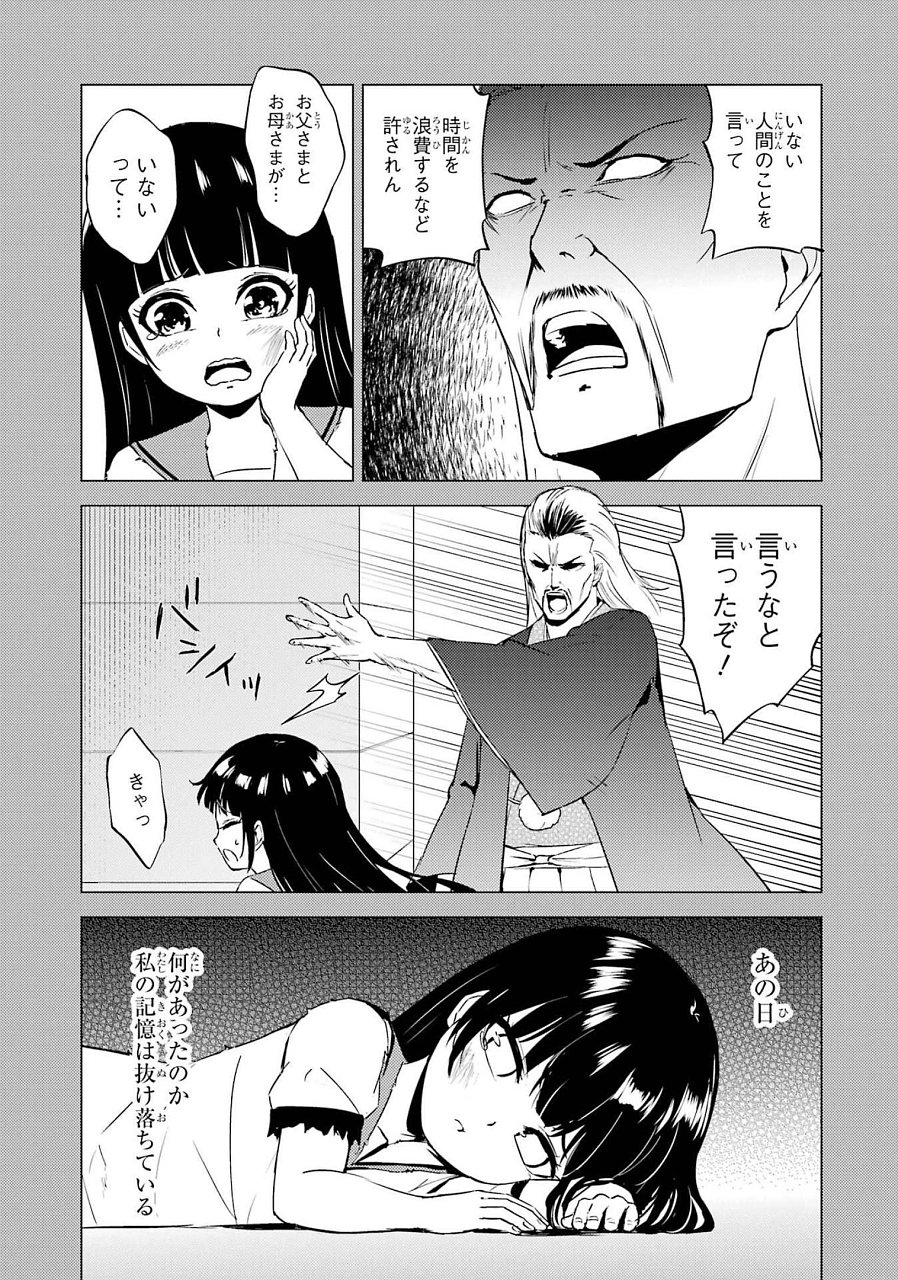 いない
人間のことを
言って
時間を
浪費するなど
許されん
お父さまと
お母さまが…
いない
って…
言うなと
言ったぞ！
バシィン
きゃっ
あの日
何があったのか
私の記憶は抜け落ちている